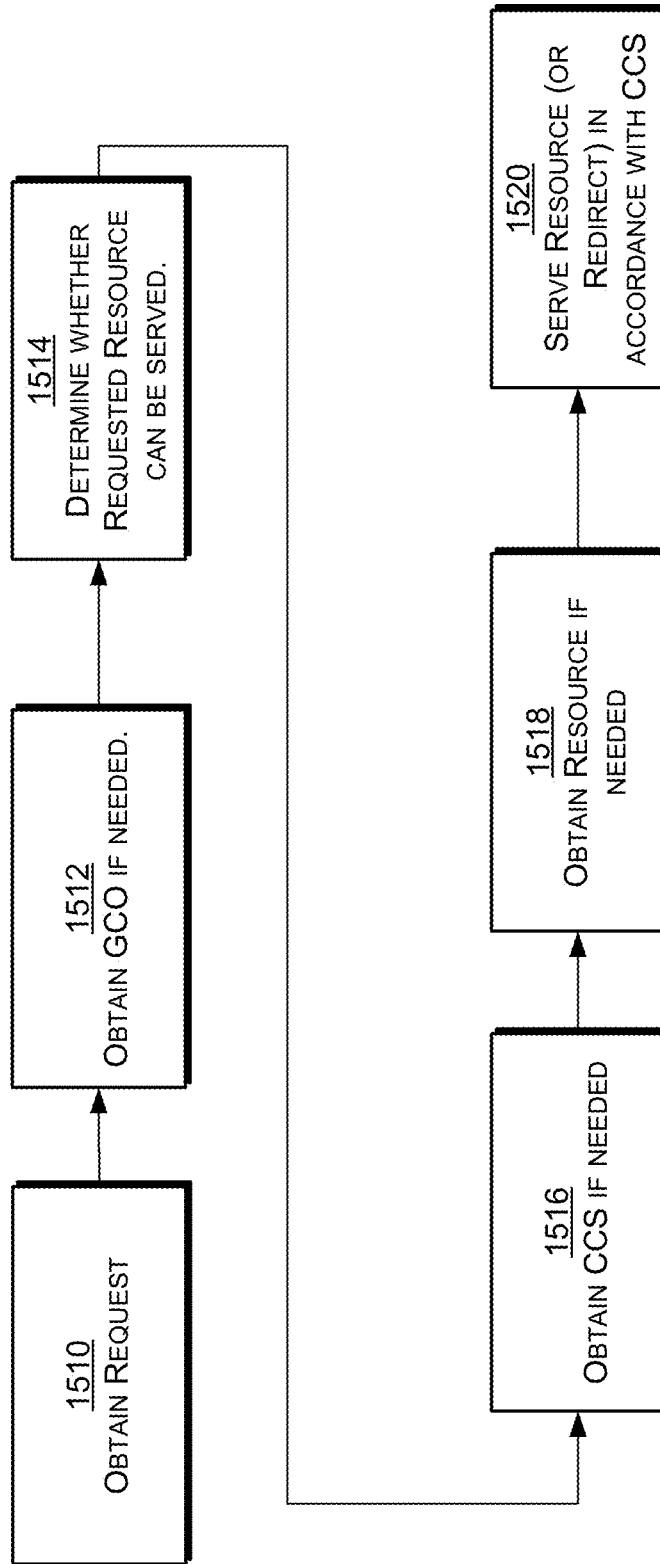 1510
OBTAIN REQUEST
1512
OBTAIN GCO IF NEEDED.
1514
DETERMINE WHETHER
REQUESTED RESOURCE
CAN BE SERVED.
1516
OBTAIN CCS IF NEEDED
1518
OBTAIN RESOURCE IF
NEEDED
1520
SERVE RESOURCE (OR
REDIRECT) IN
ACCORDANCE WITH CCS